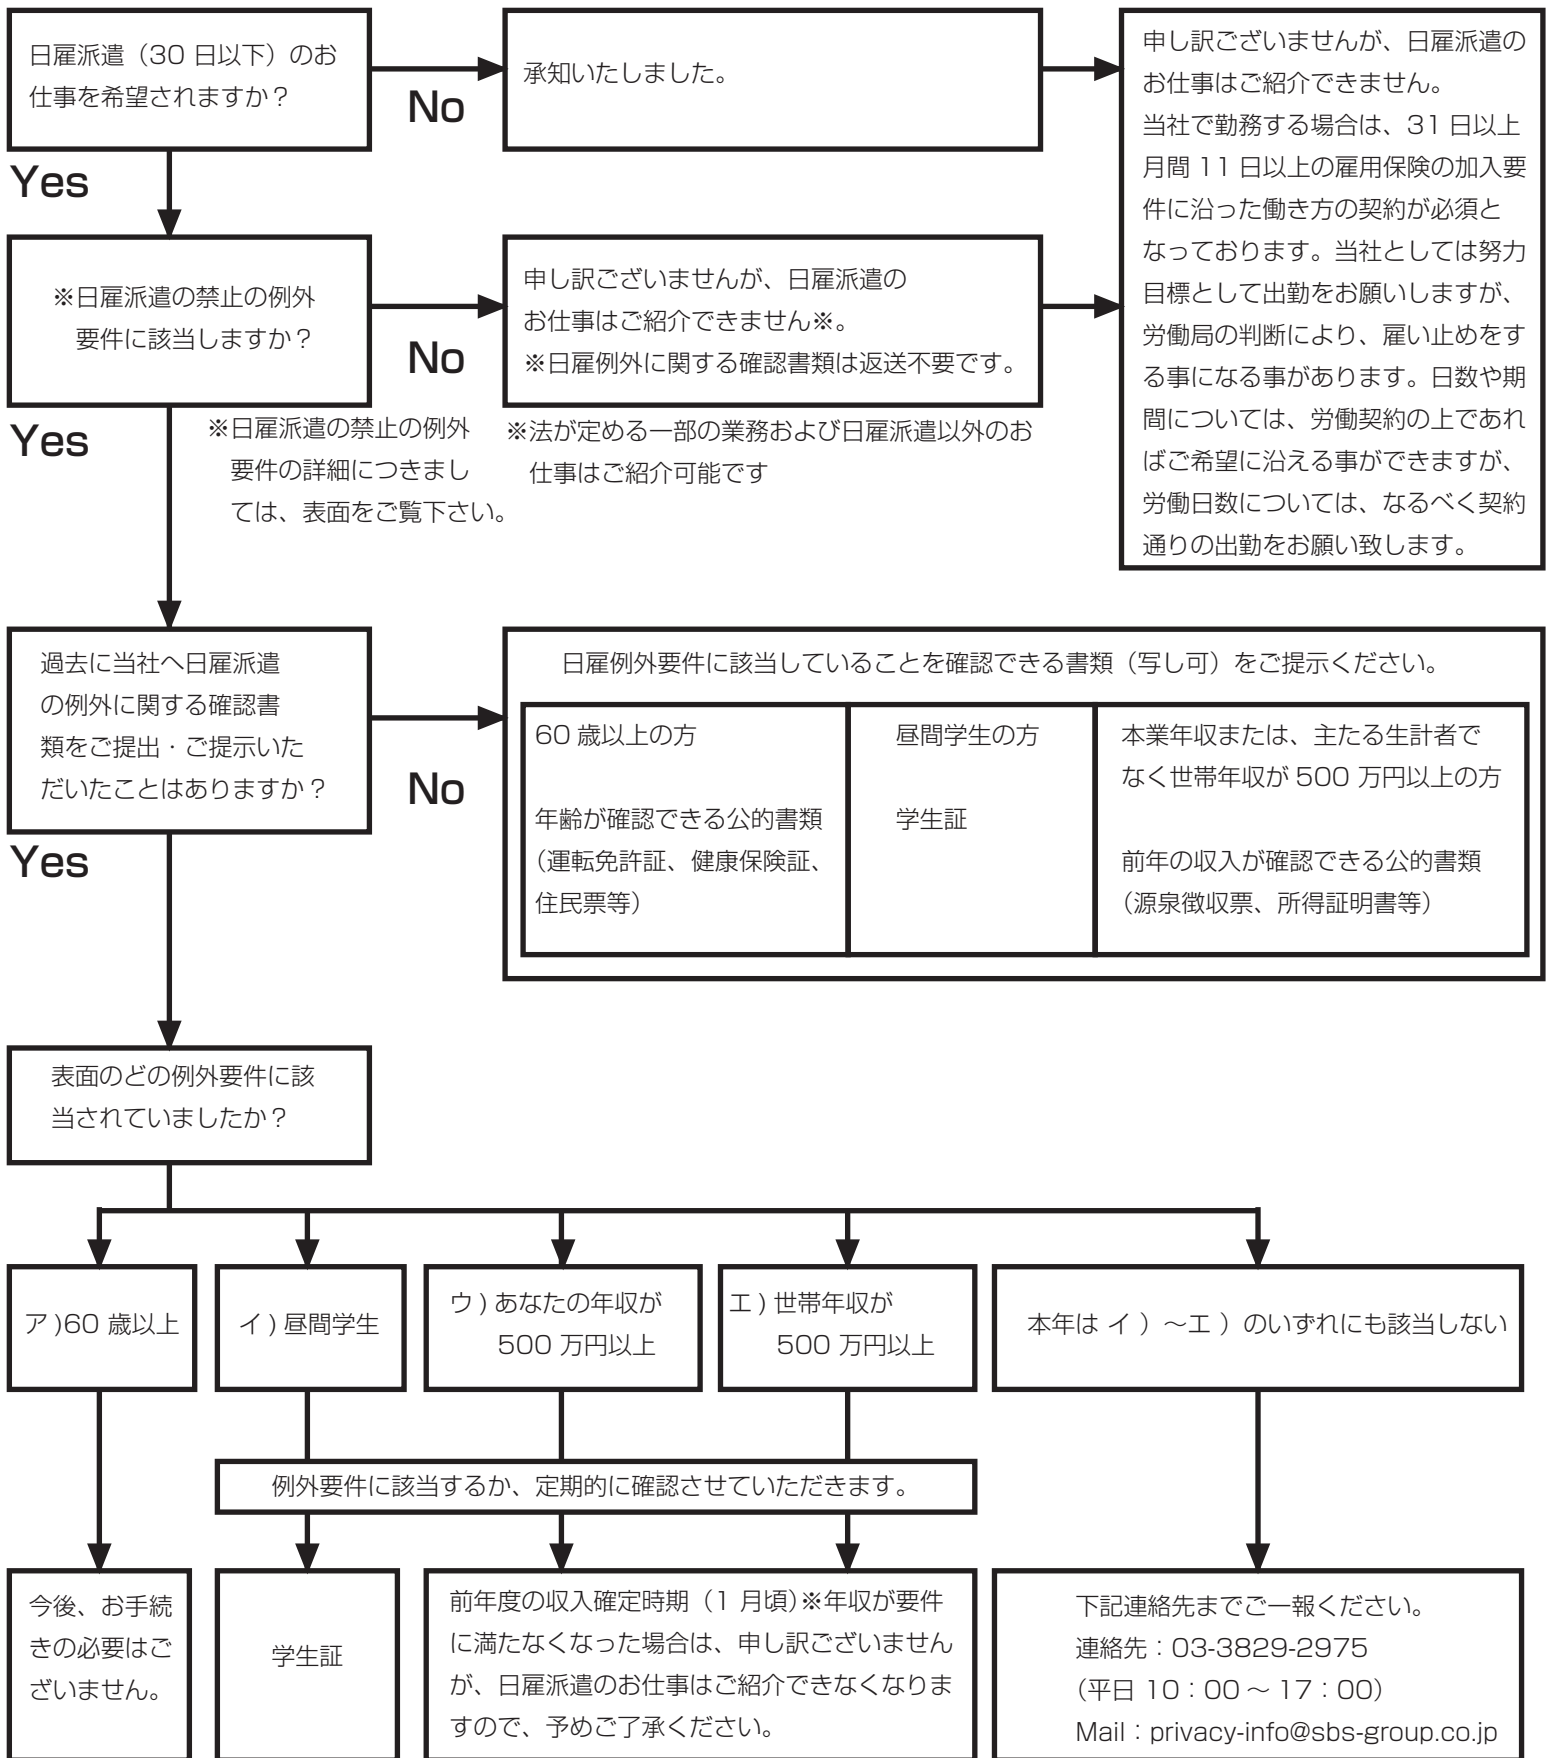 日雇派遣（30 日以下）のお
仕事を希望されますか？
No
承知いたしました。
申し訳ございませんが、日雇派遣の
お仕事はご紹介できません。
当社で勤務する場合は、31 日以上
月間 11 日以上の雇用保険の加入要
件に沿った働き方の契約が必須と
なっております。当社としては努力
目標として出勤をお願いしますが、
労働局の判断により、雇い止めをす
る事になる事があります。日数や期
間については、労働契約の上であれ
ばご希望に沿える事ができますが、
労働日数については、なるべく契約
通りの出勤をお願い致します。
Yes
※日雇派遣の禁止の例外
要件に該当しますか？
No
申し訳ございませんが、日雇派遣の
お仕事はご紹介できません※。
※日雇例外に関する確認書類は返送不要です。
Yes
※日雇派遣の禁止の例外
要件の詳細につきまし
ては、表面をご覧下さい。
※法が定める一部の業務および日雇派遣以外のお
仕事はご紹介可能です
過去に当社へ日雇派遣
の例外に関する確認書
類をご提出・ご提示いた
だいたことはありますか？
No
日雇例外要件に該当していることを確認できる書類（写し可）をご提示ください。
60 歳以上の方
年齢が確認できる公的書類
（運転免許証、健康保険証、
住民票等）
昼間学生の方
学生証
本業年収または、主たる生計者で
なく世帯年収が 500 万円以上の方
前年の収入が確認できる公的書類
（源泉徴収票、所得証明書等）
Yes
表面のどの例外要件に該
当されていましたか？
ア )60 歳以上
イ ) 昼間学生
ウ ) あなたの年収が
500 万円以上
エ ) 世帯年収が
500 万円以上
本年は イ ）～エ ）のいずれにも該当しない
例外要件に該当するか、定期的に確認させていただきます。
今後、お手続
きの必要はご
ざいません。
学生証
前年度の収入確定時期（1 月頃）※年収が要件
に満たなくなった場合は、申し訳ございません
が、日雇派遣のお仕事はご紹介できなくなりま
すので、予めご了承ください。
下記連絡先までご一報ください。
連絡先：03-3829-2975
（平日 10：00 ～ 17：00）
Mail：privacy-info@sbs-group.co.jp